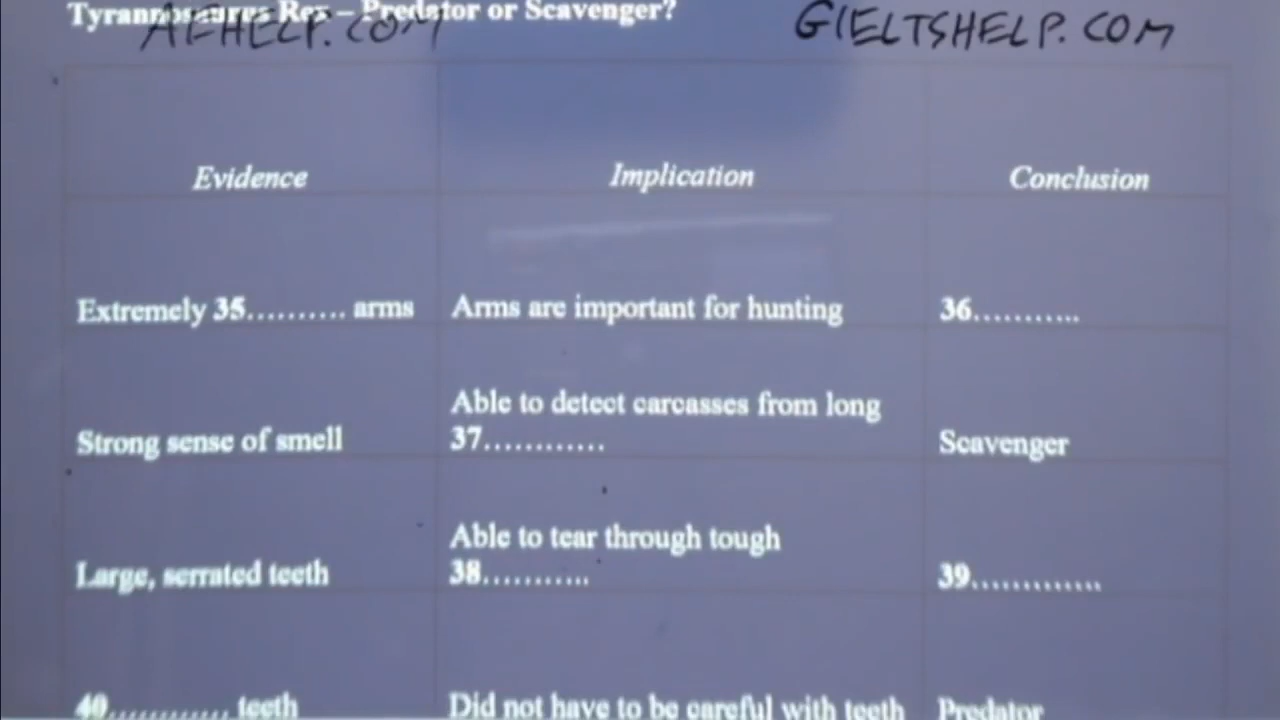 Tyrannosaurus Rex – Predator or Scavenger?
AEHELP.COM
GIELTSHELP.COM
Evidence Implication Conclusion
Extremely 35.......... arms Arms are important for hunting 36...........
Able to detect carcasses from long
Strong sense of smell 37............ Scavenger
Able to tear through tough
Large, serrated teeth 38........... 39.............
40............ teeth Did not have to be careful with teeth Predator